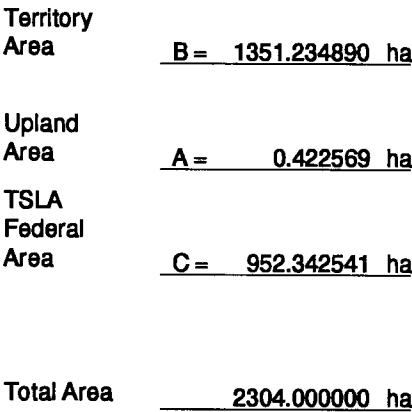 Territory
Area B = 1351.234890 ha
Upland
Area A = 0.422569 ha
TSLA
Federal
Area C = 952.342541 ha
Total Area 2304.000000 ha